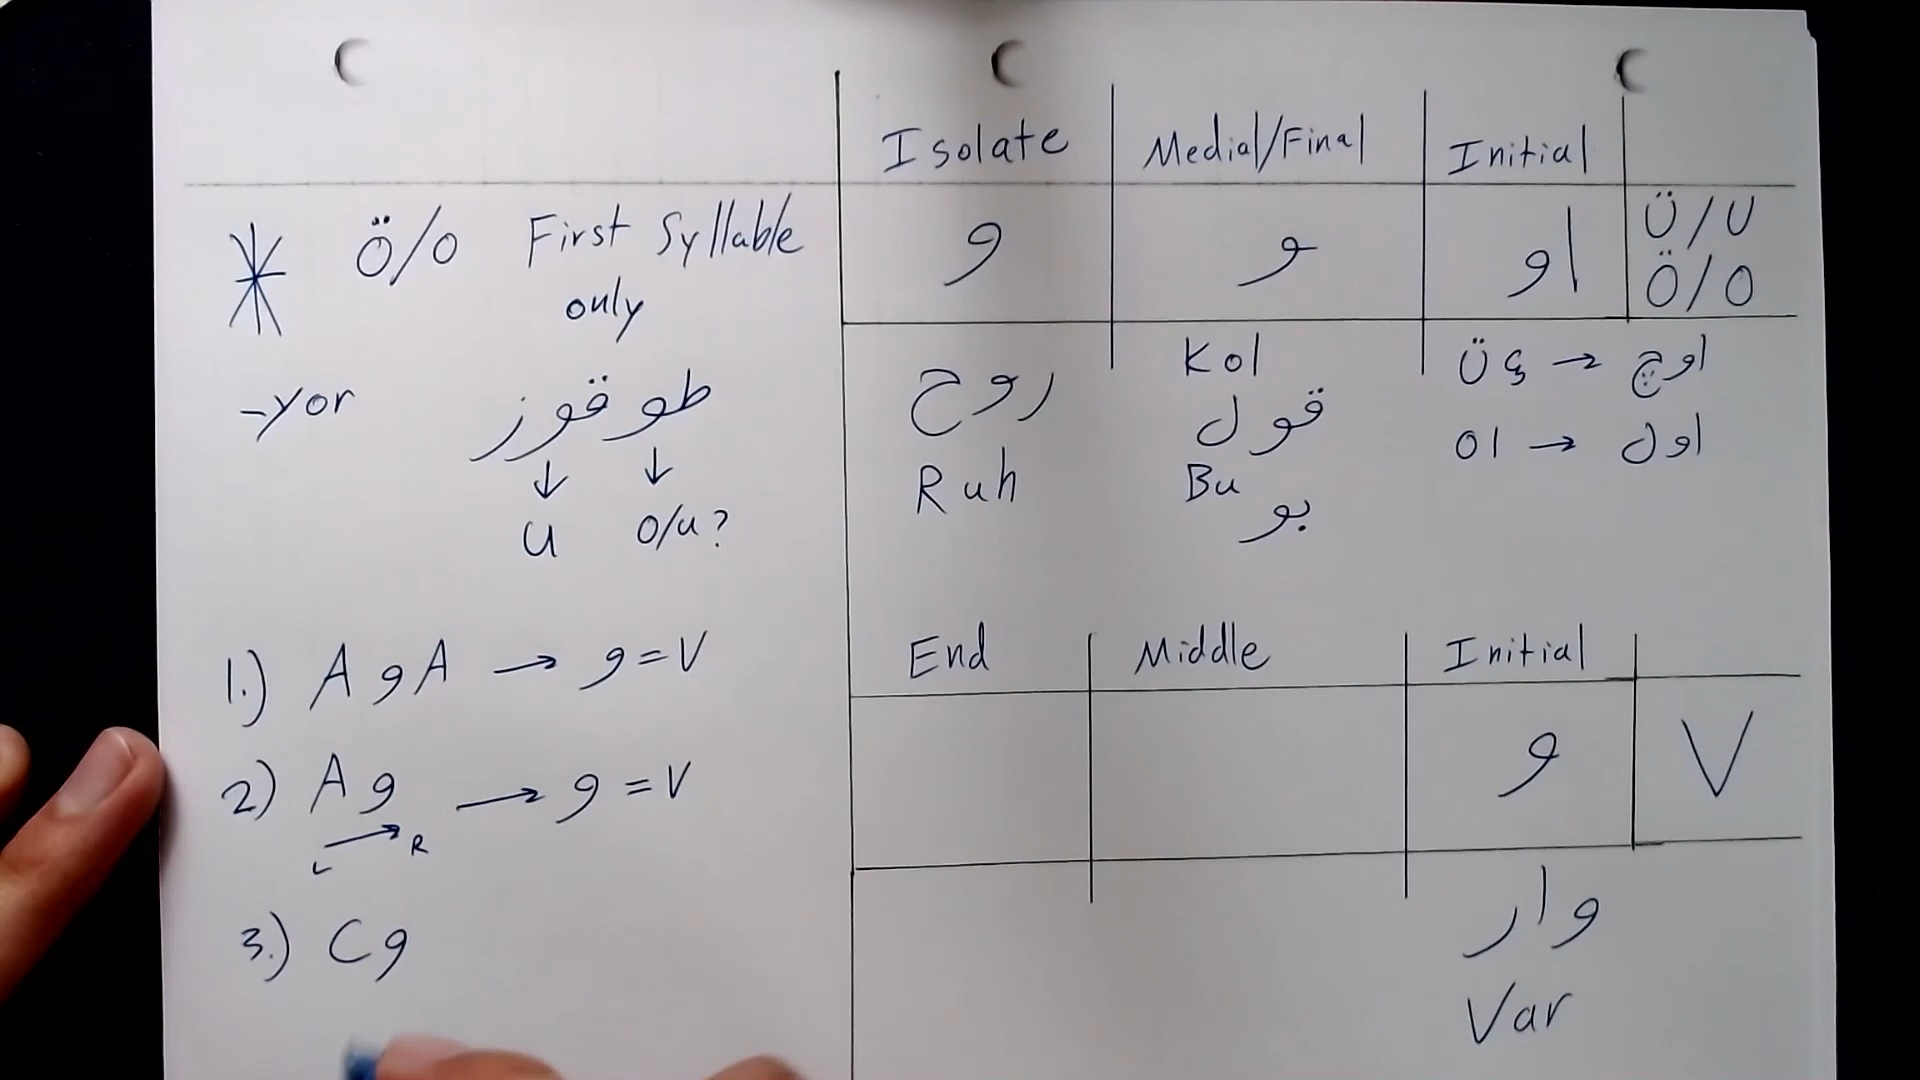 Isolate Medial/Final Initial
و و او Ü/U
Ö/O
* Ö/O First Syllable
only
-yor طوقوز
↓ ↓
U O/u?
روح
Ruh
Kol
قول
Bu
بو
Üç → اوچ
Ol → اول
1.) A و A → و = V
2) A و → و = V
L → R
3.) C و
End Middle Initial
و V
وار
Var